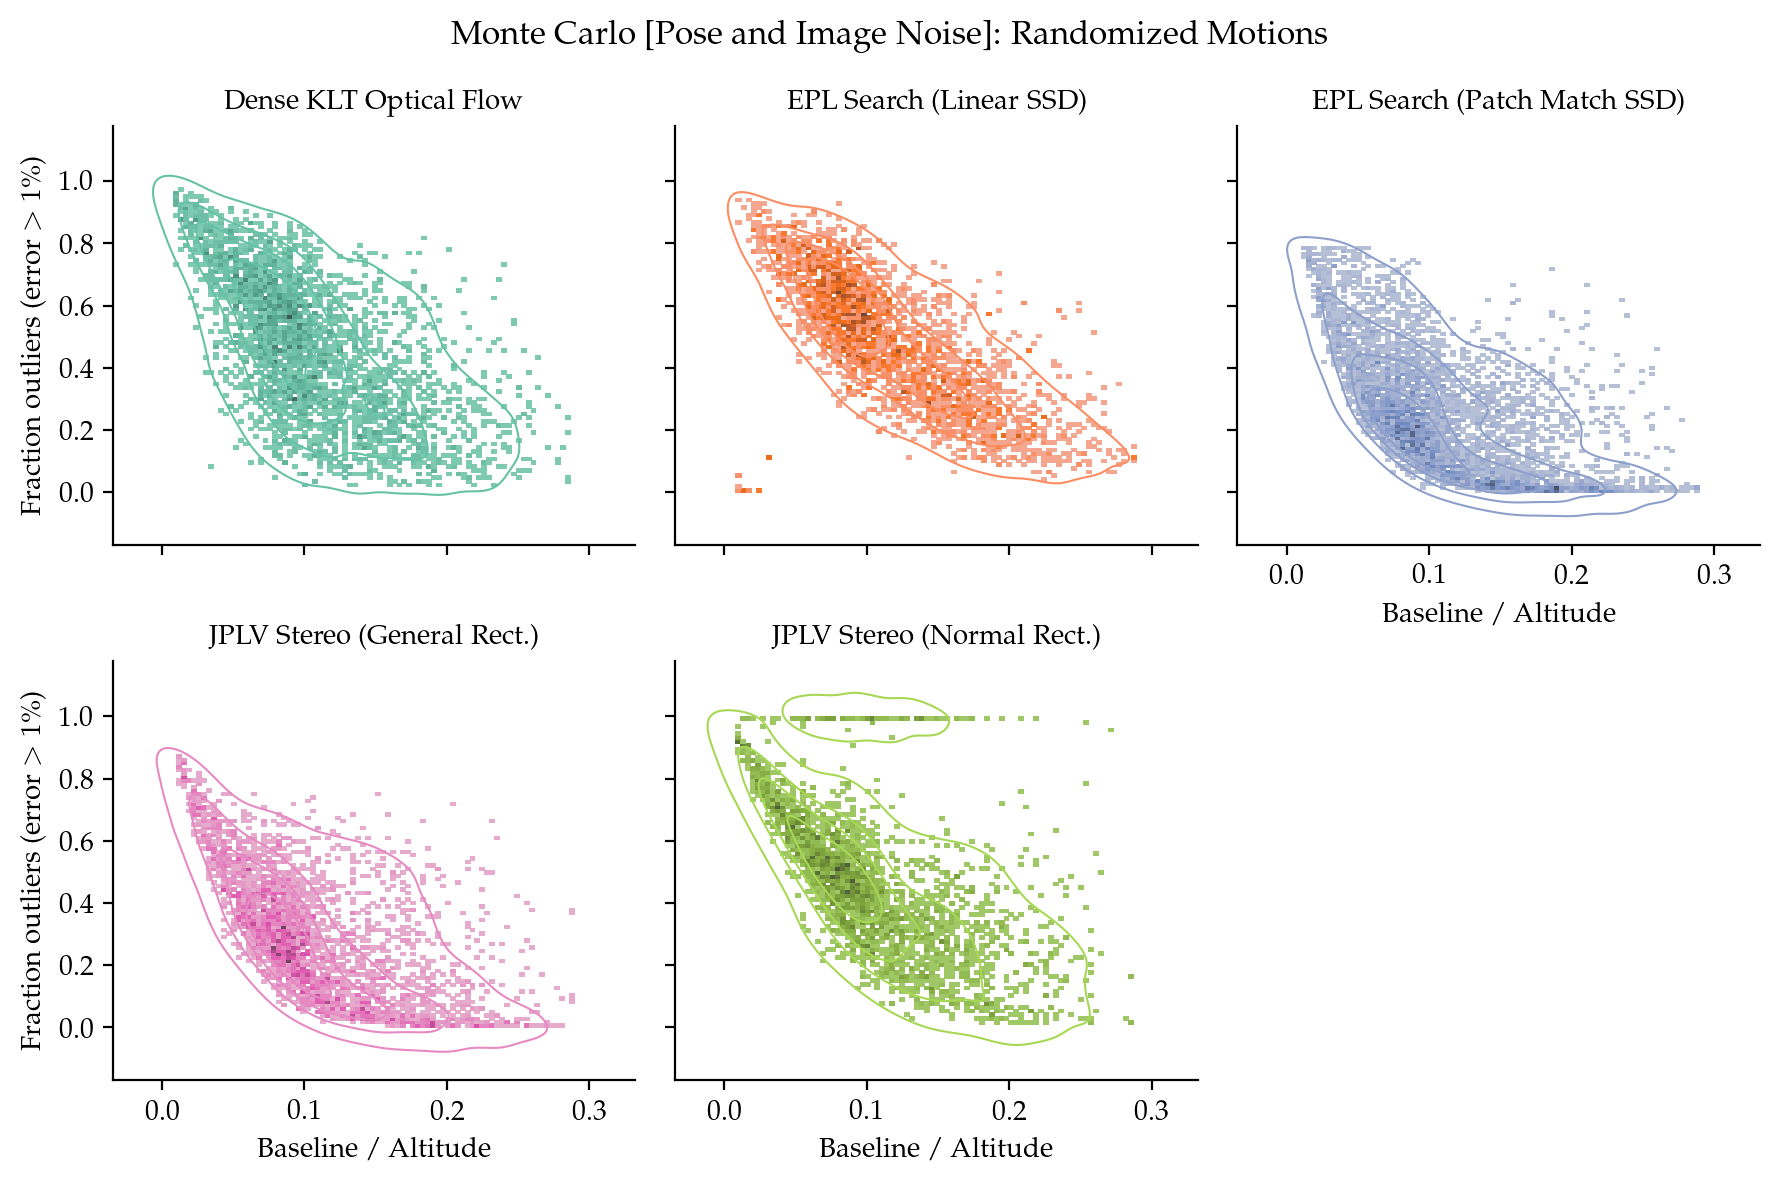 Monte Carlo [Pose and Image Noise]: Randomized Motions
Dense KLT Optical Flow
EPL Search (Linear SSD)
EPL Search (Patch Match SSD)
Fraction outliers (error > 1%)
1.0
0.8
0.6
0.4
0.2
0.0
0.0 0.1 0.2 0.3
Baseline / Altitude
JPLV Stereo (General Rect.)
JPLV Stereo (Normal Rect.)
Fraction outliers (error > 1%)
1.0
0.8
0.6
0.4
0.2
0.0
0.0 0.1 0.2 0.3
Baseline / Altitude
0.0 0.1 0.2 0.3
Baseline / Altitude